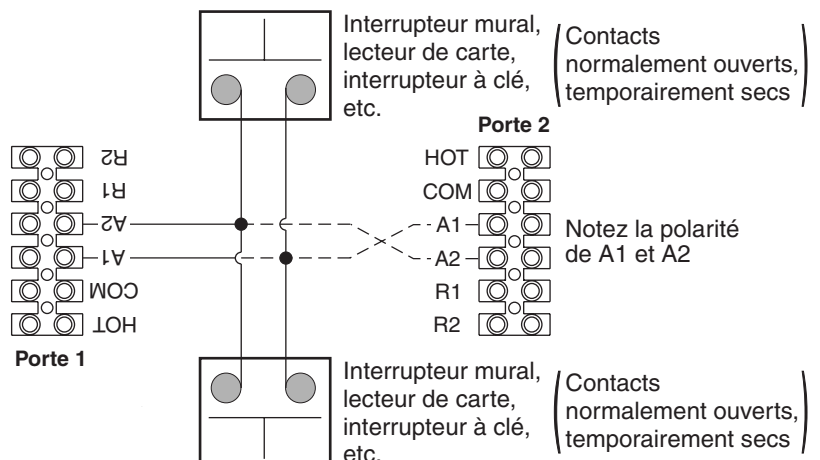 Interrupteur mural,
lecteur de carte,
interrupteur à clé,
etc.
Contacts
normalement ouverts,
temporairement secs
Porte 2
R2
R1
A2
A1
COM
HOT
Porte 1
HOT
COM
A1
A2
R1
R2
Notez la polarité
de A1 et A2
Interrupteur mural,
lecteur de carte,
interrupteur à clé,
etc.
Contacts
normalement ouverts,
temporairement secs